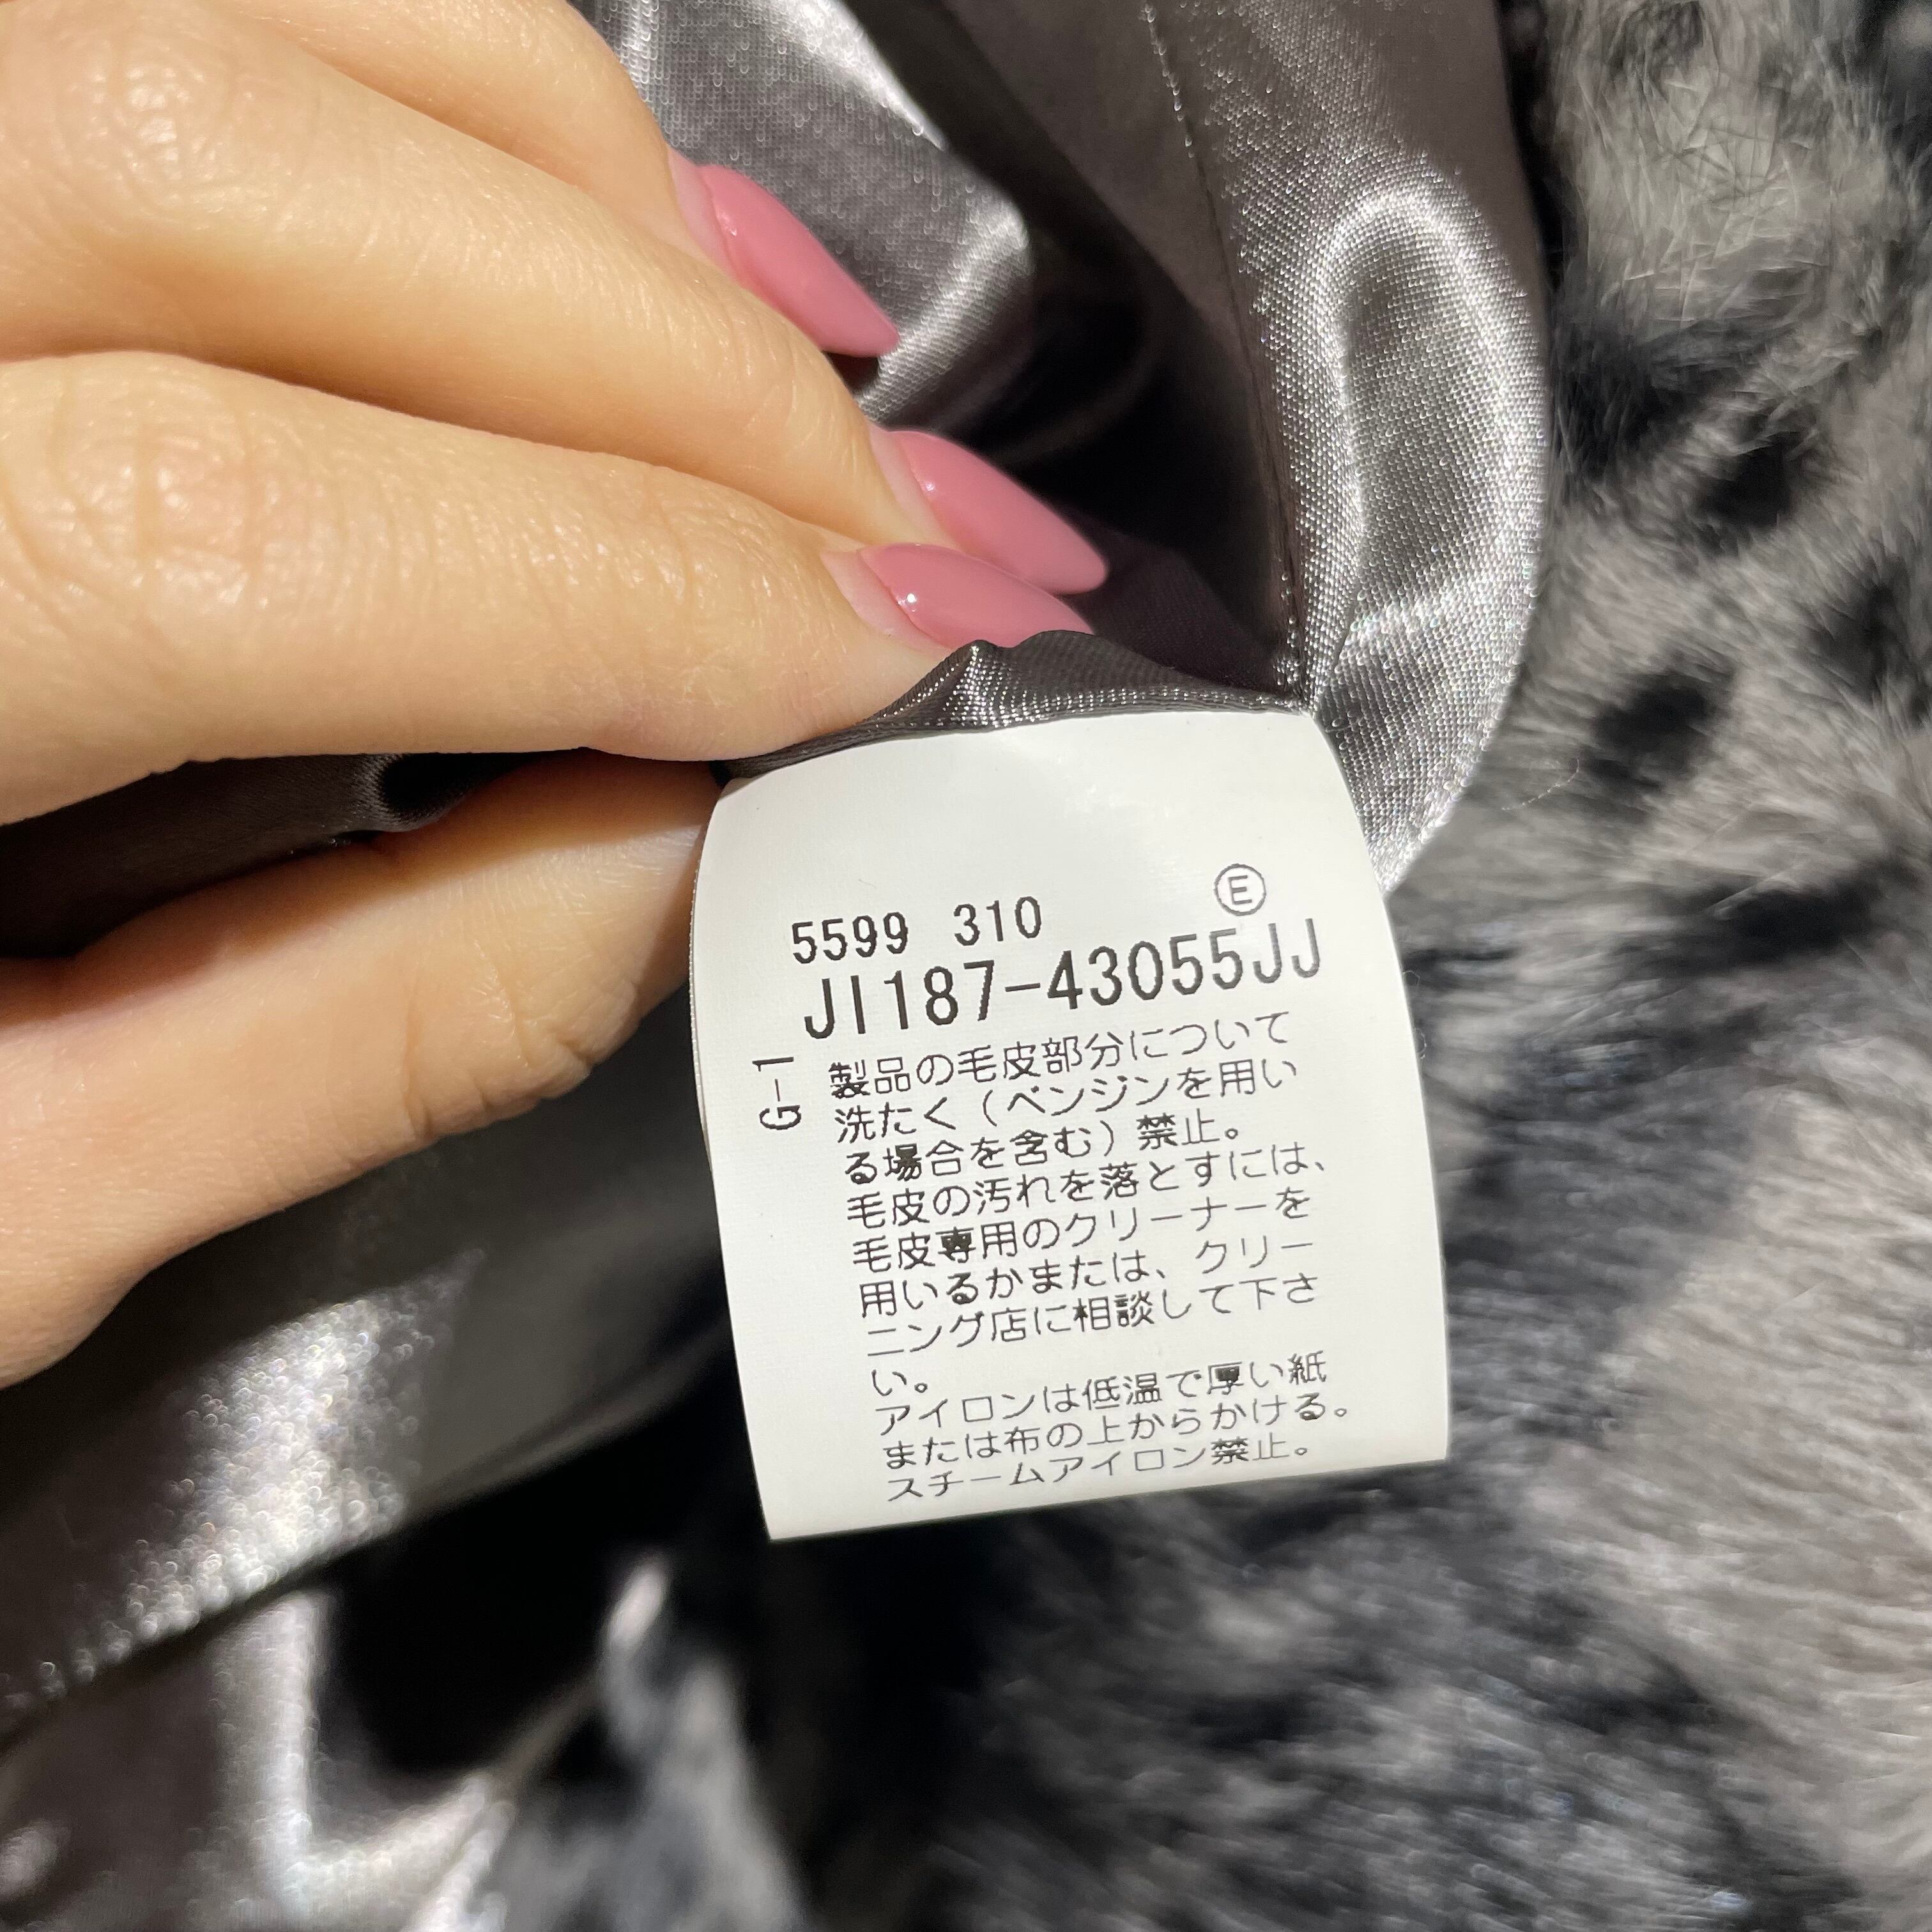 Ⓔ
5599 310
JI187-43055JJ
G-1
製品の毛皮部分について
洗たく（ベンジンを用い
る場合を含む）禁止。
毛皮の汚れを落とすには、
毛皮専用のクリーナーを
用いるかまたは、クリー
ニング店に相談して下さ
い。
アイロンは低温で厚い紙
または布の上からかける。
スチームアイロン禁止。